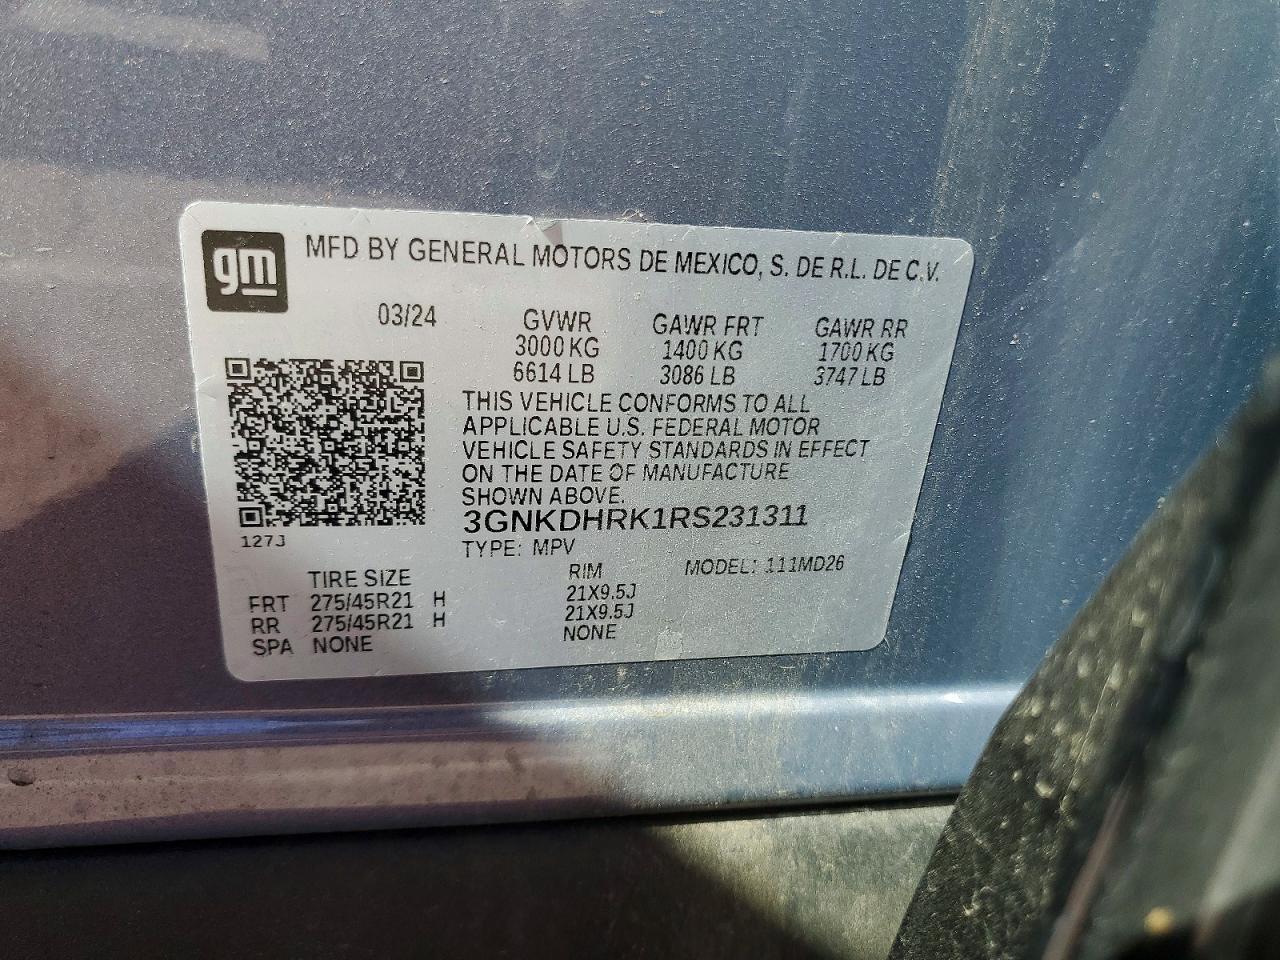 gm
MFD BY GENERAL MOTORS DE MEXICO, S. DE R.L. DE C.V.
03/24 GVWR GAWR FRT GAWR RR
3000 KG 1400 KG 1700 KG
6614 LB 3086 LB 3747 LB
THIS VEHICLE CONFORMS TO ALL
APPLICABLE U.S. FEDERAL MOTOR
VEHICLE SAFETY STANDARDS IN EFFECT
ON THE DATE OF MANUFACTURE
SHOWN ABOVE.
3GNKDHRK1RS231311
127J
TYPE: MPV MODEL: 111MD26
TIRE SIZE RIM
FRT 275/45R21 H 21X9.5J
RR 275/45R21 H 21X9.5J
SPA NONE NONE